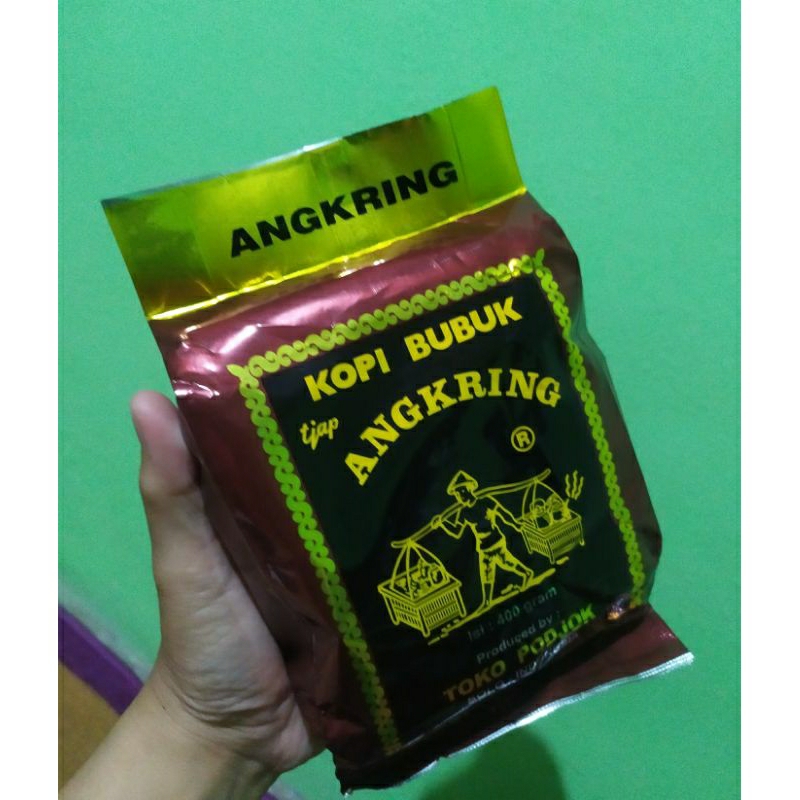 ANGKRING
KOPI BUBUK
tjap
ANGKRING
®
Isi : 400 gram
Produced by :
TOKO PODJOK